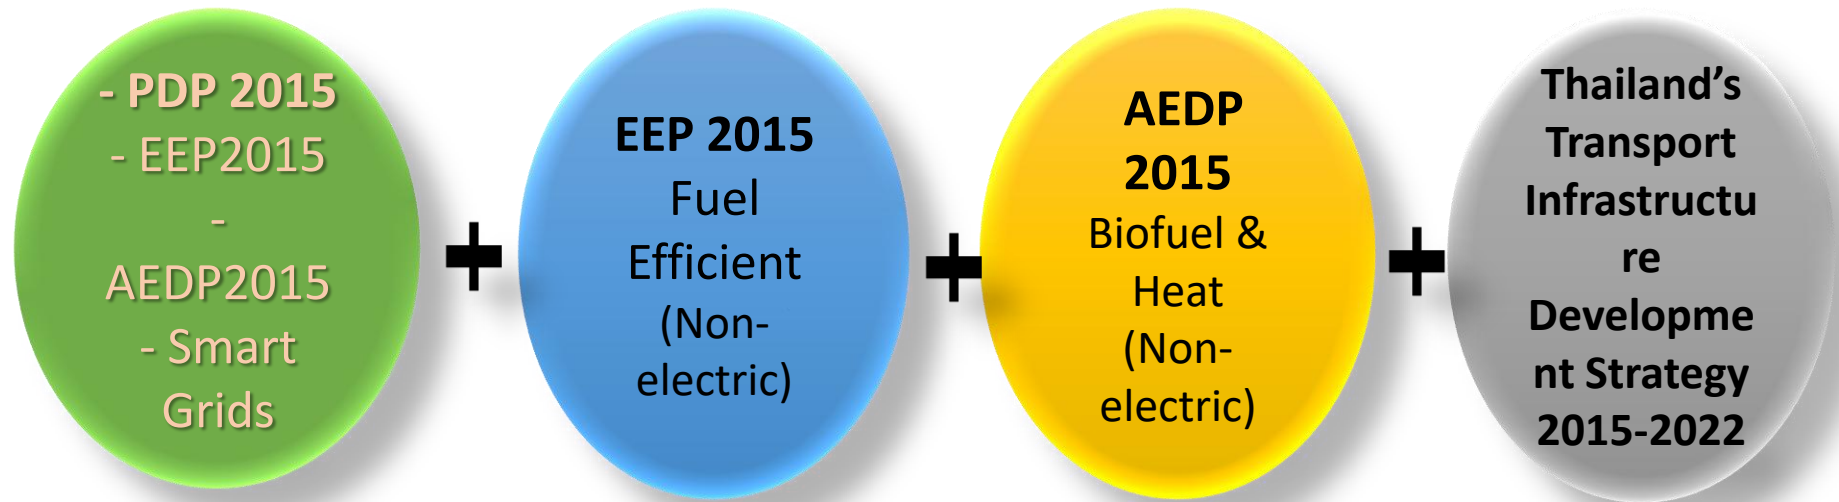 - PDP 2015
- EEP2015
-
AEDP2015
- Smart
Grids
+
EEP 2015
Fuel
Efficient
(Non-
electric)
+
AEDP
2015
Biofuel &
Heat
(Non-
electric)
+
Thailand’s
Transport
Infrastructu
re
Developme
nt Strategy
2015-2022